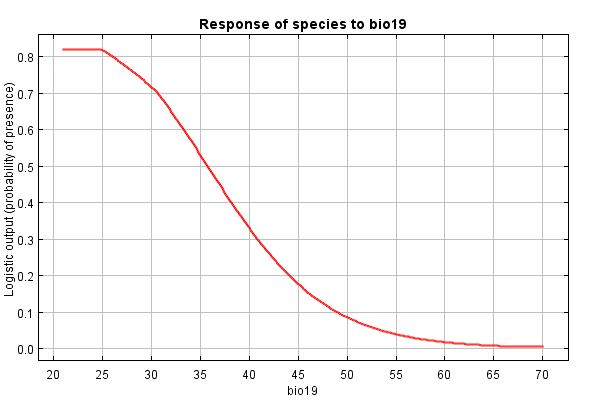 Response of species to bio19
Logistic output (probability of presence)
0.8
0.7
0.6
0.5
0.4
0.3
0.2
0.1
0.0
20 25 30 35 40 45 50 55 60 65 70
bio19